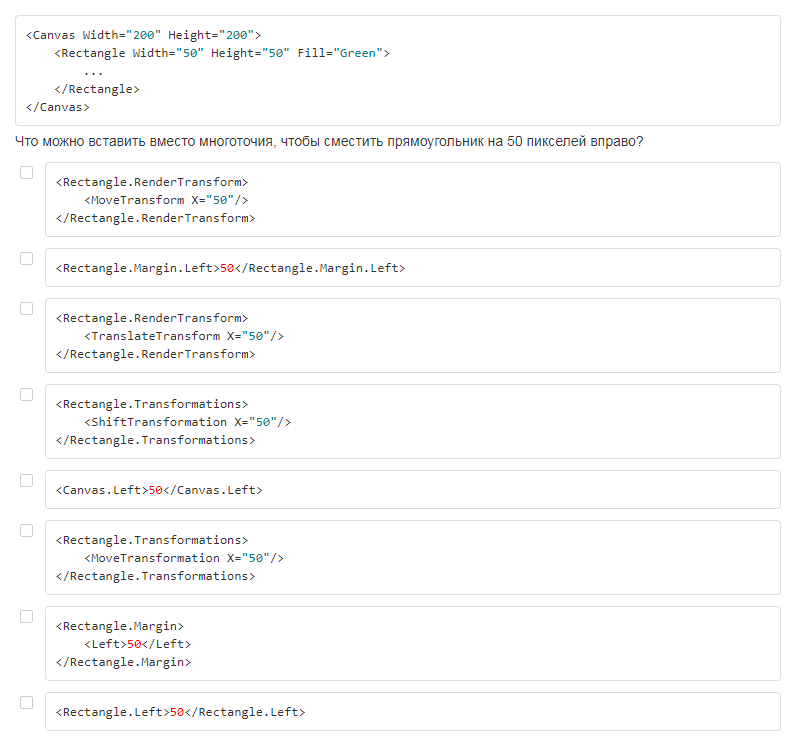 <Canvas Width="200" Height="200">
    <Rectangle Width="50" Height="50" Fill="Green">
        ...
    </Rectangle>
</Canvas>
Что можно вставить вместо многоточия, чтобы сместить прямоугольник на 50 пикселей вправо?
<Rectangle.RenderTransform>
    <MoveTransform X="50"/>
</Rectangle.RenderTransform>
<Rectangle.Margin.Left>50</Rectangle.Margin.Left>
<Rectangle.RenderTransform>
    <TranslateTransform X="50"/>
</Rectangle.RenderTransform>
<Rectangle.Transformations>
    <ShiftTransformation X="50"/>
</Rectangle.Transformations>
<Canvas.Left>50</Canvas.Left>
<Rectangle.Transformations>
    <MoveTransformation X="50"/>
</Rectangle.Transformations>
<Rectangle.Margin>
    <Left>50</Left>
</Rectangle.Margin>
<Rectangle.Left>50</Rectangle.Left>